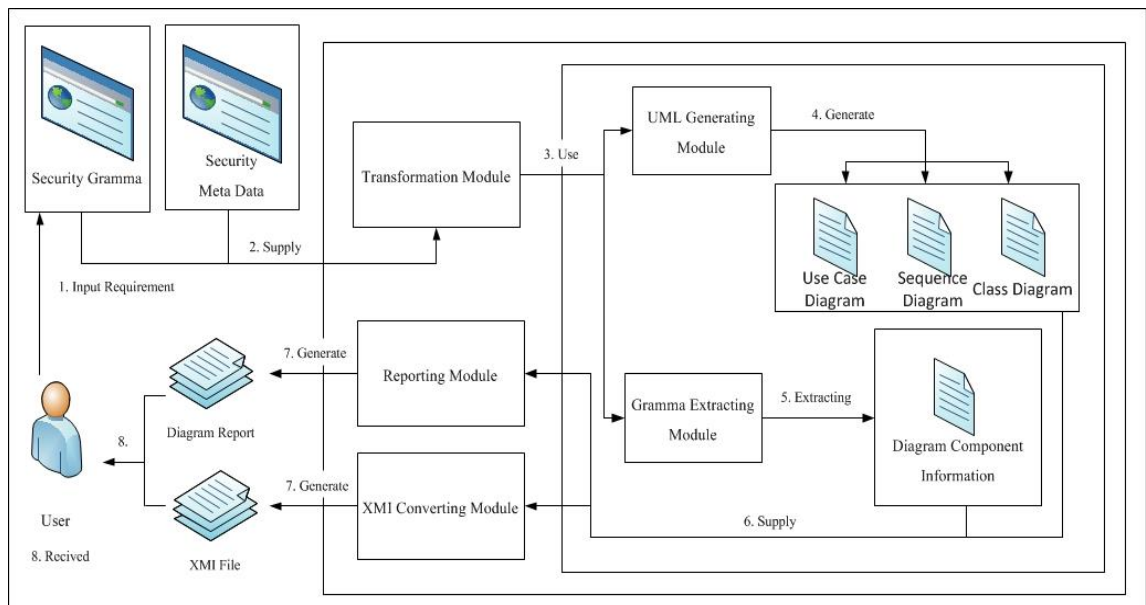 Security Gramma
Security
Meta Data
1. Input Requirement
2. Supply
Transformation Module
3. Use
UML Generating
Module
4. Generate
Use Case
Diagram
Sequence
Diagram
Class Diagram
Gramma Extracting
Module
5. Extracting
Diagram Component
Information
6. Supply
Reporting Module
7. Generate
Diagram Report
XMI Converting Module
7. Generate
XMI File
8.
User
8. Recived